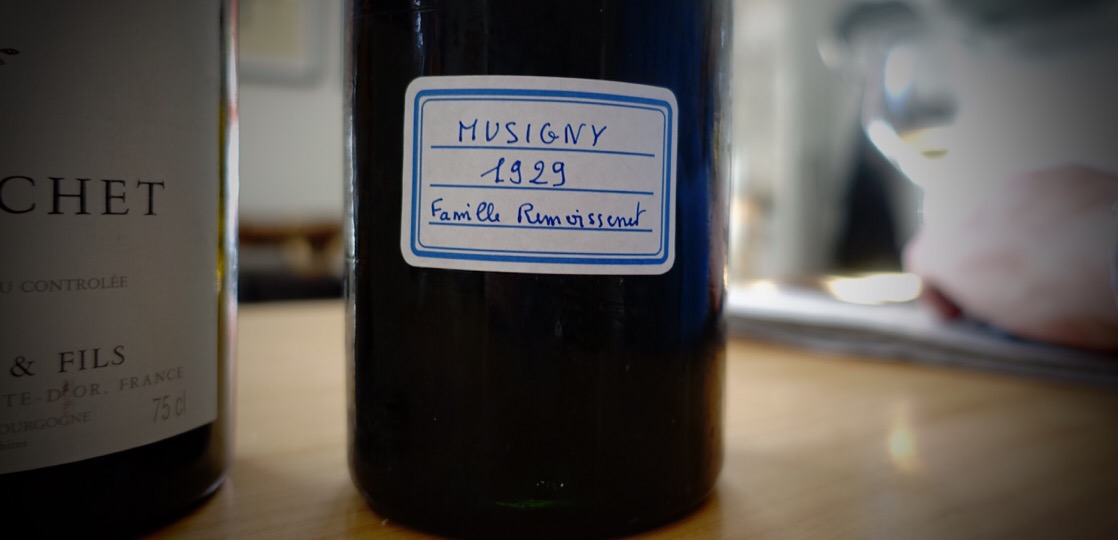 CHET
U CONTROLÉE
& FILS
TE-D'OR, FRANCE
OURGOGNE
75 cl
MUSIGNY
1929
Famille Remoissenet